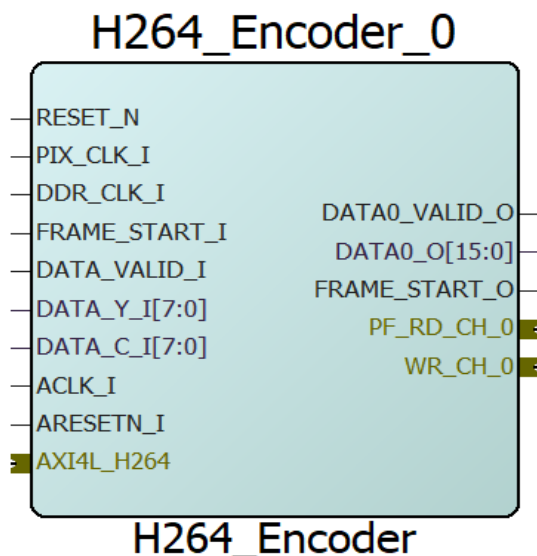 H264_Encoder_0
RESET_N
PIX_CLK_I
DDR_CLK_I
FRAME_START_I
DATA_VALID_I
DATA_Y_I[7:0]
DATA_C_I[7:0]
ACLK_I
ARESETN_I
AXI4L_H264
DATA0_VALID_O
DATA0_O[15:0]
FRAME_START_O
PF_RD_CH_0
WR_CH_0
H264_Encoder